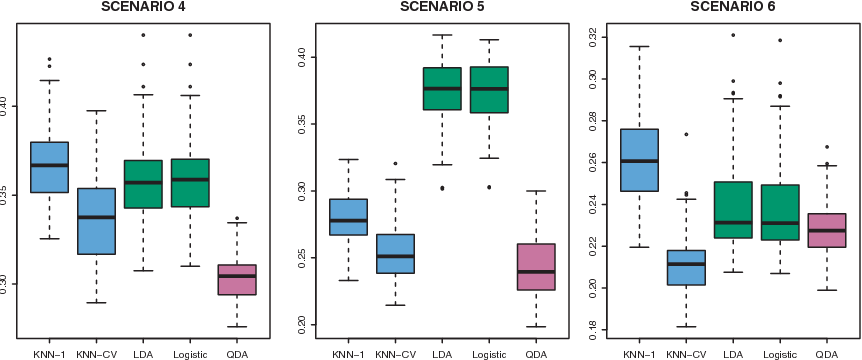 SCENARIO 4
0.40
0.35
0.30
KNN−1 KNN−CV LDA Logistic QDA
SCENARIO 5
0.40
0.35
0.30
0.25
0.20
KNN−1 KNN−CV LDA Logistic QDA
SCENARIO 6
0.32
0.30
0.28
0.26
0.24
0.22
0.20
0.18
KNN−1 KNN−CV LDA Logistic QDA